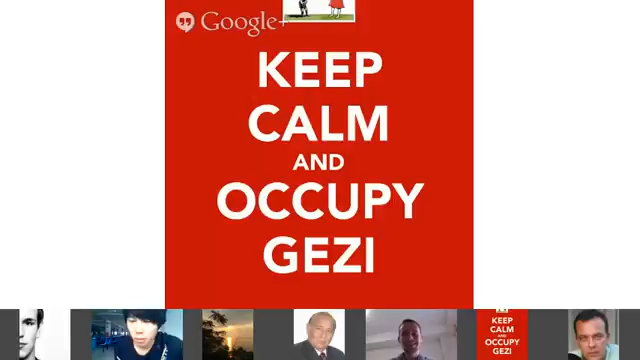 Google+
KEEP
CALM
AND
OCCUPY
GEZI
KEEP
CALM
AND
OCCUPY
GEZI